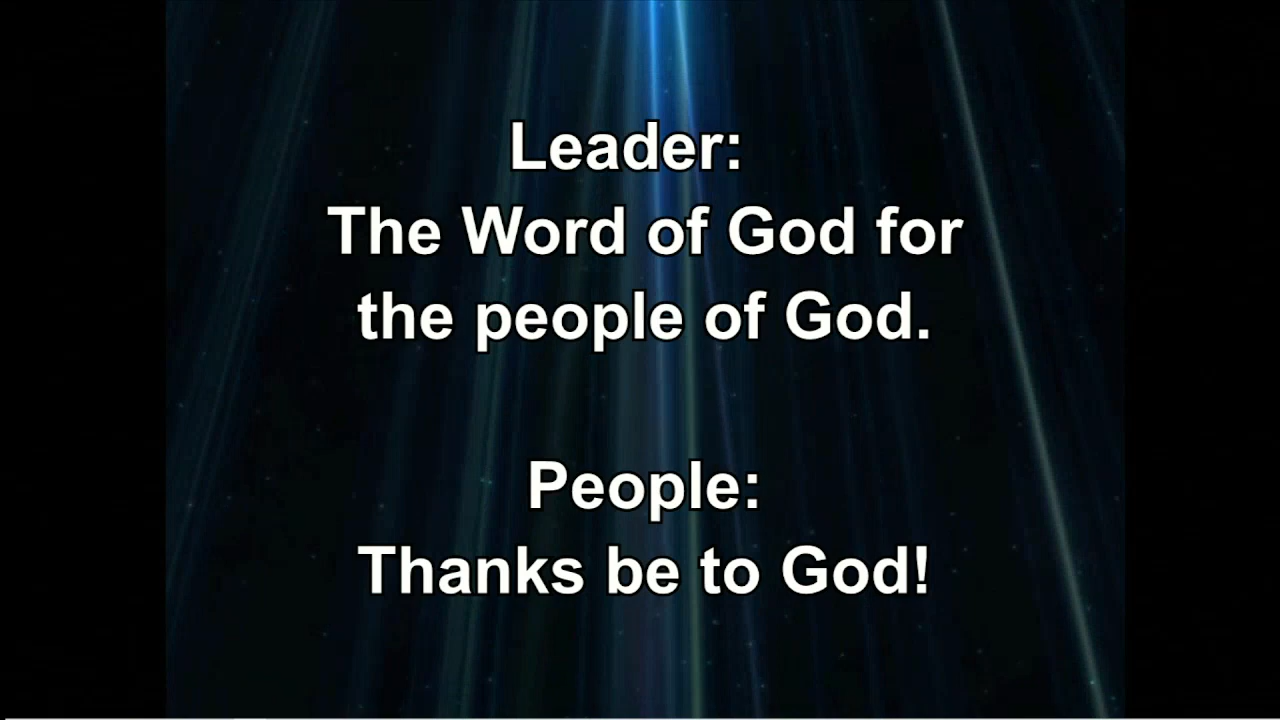 Leader:
The Word of God for
the people of God.
People:
Thanks be to God!